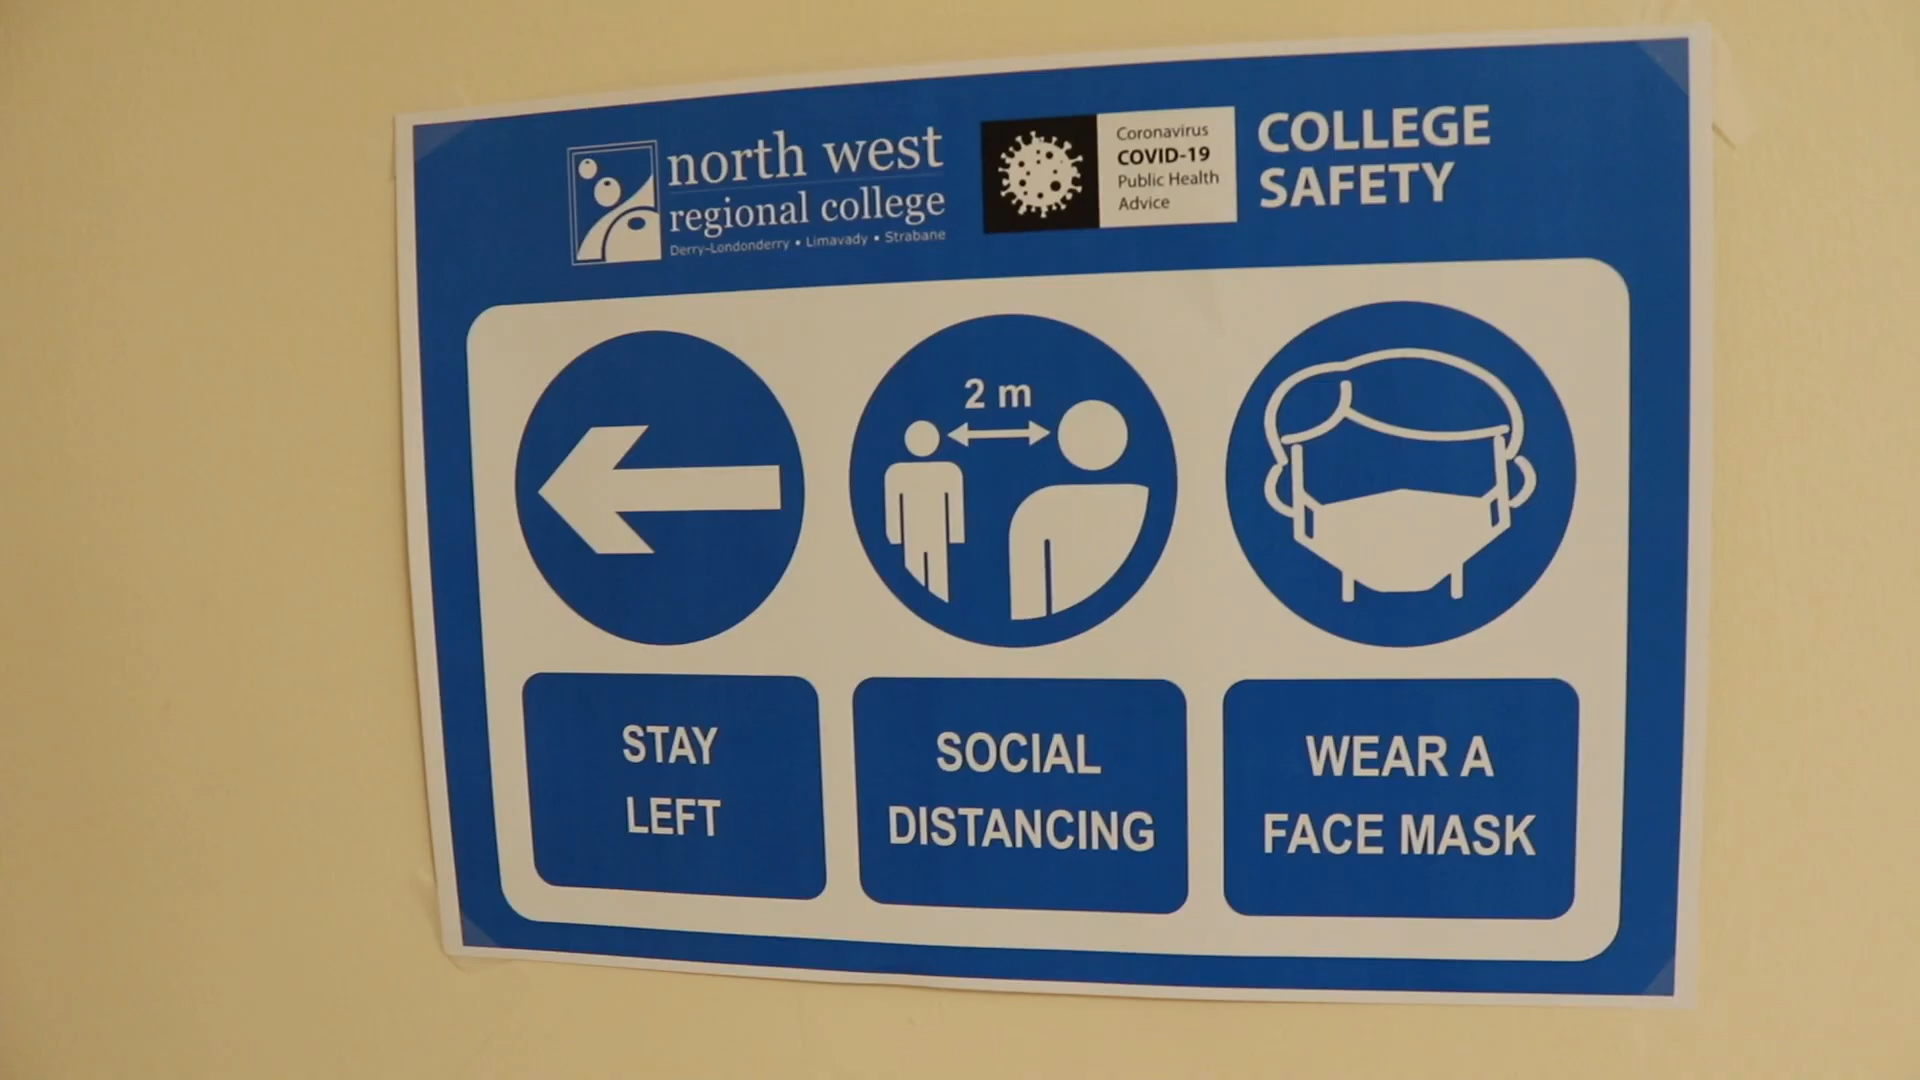 north west
regional college
Derry-Londonderry • Limavady • Strabane
Coronavirus
COVID-19
Public Health
Advice
COLLEGE
SAFETY
2 m
STAY
LEFT
SOCIAL
DISTANCING
WEAR A
FACE MASK